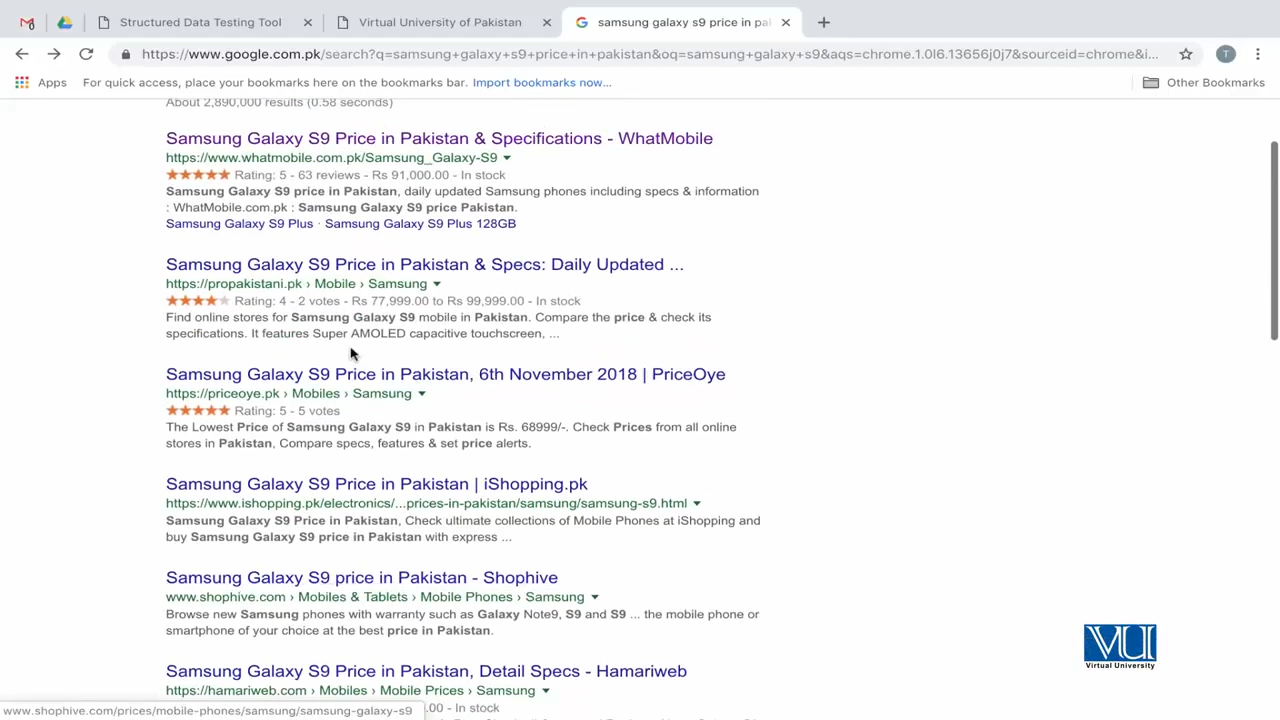 Structured Data Testing Tool
Virtual University of Pakistan
samsung galaxy s9 price in pa
https://www.google.com.pk/search?q=samsung+galaxy+s9+price+in+pakistan&oq=samsung+galaxy+s9&aqs=chrome.1.0l6.13656j0j7&sourceid=chrome&i...
T
Apps
For quick access, place your bookmarks here on the bookmarks bar. Import bookmarks now...
Other Bookmarks
About 2,890,000 results (0.58 seconds)
Samsung Galaxy S9 Price in Pakistan & Specifications - WhatMobile
https://www.whatmobile.com.pk/Samsung_Galaxy-S9
Rating: 5 - 63 reviews - Rs 91,000.00 - In stock
Samsung Galaxy S9 price in Pakistan, daily updated Samsung phones including specs & information
: WhatMobile.com.pk : Samsung Galaxy S9 price Pakistan.
Samsung Galaxy S9 Plus · Samsung Galaxy S9 Plus 128GB
Samsung Galaxy S9 Price in Pakistan & Specs: Daily Updated ...
https://propakistani.pk › Mobile › Samsung
Rating: 4 - 2 votes - Rs 77,999.00 to Rs 99,999.00 - In stock
Find online stores for Samsung Galaxy S9 mobile in Pakistan. Compare the price & check its
specifications. It features Super AMOLED capacitive touchscreen, ...
Samsung Galaxy S9 Price in Pakistan, 6th November 2018 | PriceOye
https://priceoye.pk › Mobiles › Samsung
Rating: 5 - 5 votes
The Lowest Price of Samsung Galaxy S9 in Pakistan is Rs. 68999/-. Check Prices from all online
stores in Pakistan, Compare specs, features & set price alerts.
Samsung Galaxy S9 Price in Pakistan | iShopping.pk
https://www.ishopping.pk/electronics/...prices-in-pakistan/samsung/samsung-s9.html
Samsung Galaxy S9 Price in Pakistan, Check ultimate collections of Mobile Phones at iShopping and
buy Samsung Galaxy S9 price in Pakistan with express ...
Samsung Galaxy S9 price in Pakistan - Shophive
www.shophive.com › Mobiles & Tablets › Mobile Phones › Samsung
Browse new Samsung phones with warranty such as Galaxy Note9, S9 and S9 ... the mobile phone or
smartphone of your choice at the best price in Pakistan.
Samsung Galaxy S9 Price in Pakistan, Detail Specs - Hamariweb
https://hamariweb.com › Mobiles › Mobile Prices › Samsung
.00 - In stock
www.shophive.com/prices/mobile-phones/samsung/samsung-galaxy-s9
VU
Virtual University